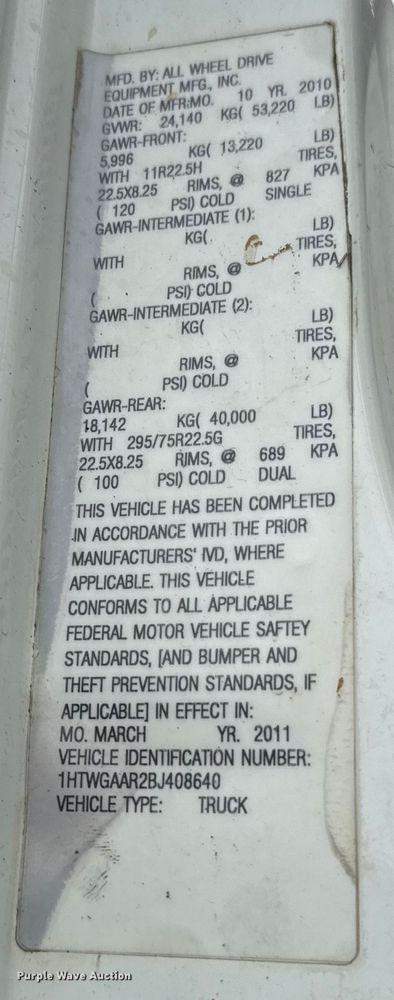 MFD. BY: ALL WHEEL DRIVE
EQUIPMENT MFG., INC.
DATE OF MFR:MO. 10 YR. 2010
GVWR: 24,140 KG( 53,220 LB)
GAWR-FRONT:
5,996 KG( 13,220 LB)
WITH 11R22.5H TIRES,
22.5X8.25 RIMS, @ 827 KPA
( 120 PSI) COLD SINGLE
GAWR-INTERMEDIATE (1):
KG( LB)
WITH TIRES,
RIMS, @ KPA
( PSI) COLD
GAWR-INTERMEDIATE (2):
KG( LB)
WITH TIRES,
RIMS, @ KPA
( PSI) COLD
GAWR-REAR:
18,142 KG( 40,000 LB)
WITH 295/75R22.5G TIRES,
22.5X8.25 RIMS, @ 689 KPA
( 100 PSI) COLD DUAL
THIS VEHICLE HAS BEEN COMPLETED
IN ACCORDANCE WITH THE PRIOR
MANUFACTURERS' IVD, WHERE
APPLICABLE. THIS VEHICLE
CONFORMS TO ALL APPLICABLE
FEDERAL MOTOR VEHICLE SAFTEY
STANDARDS, [AND BUMPER AND
THEFT PREVENTION STANDARDS, IF
APPLICABLE] IN EFFECT IN:
MO. MARCH YR. 2011
VEHICLE IDENTIFICATION NUMBER:
1HTWGAAR2BJ408640
VEHICLE TYPE: TRUCK
Purple Wave Auction